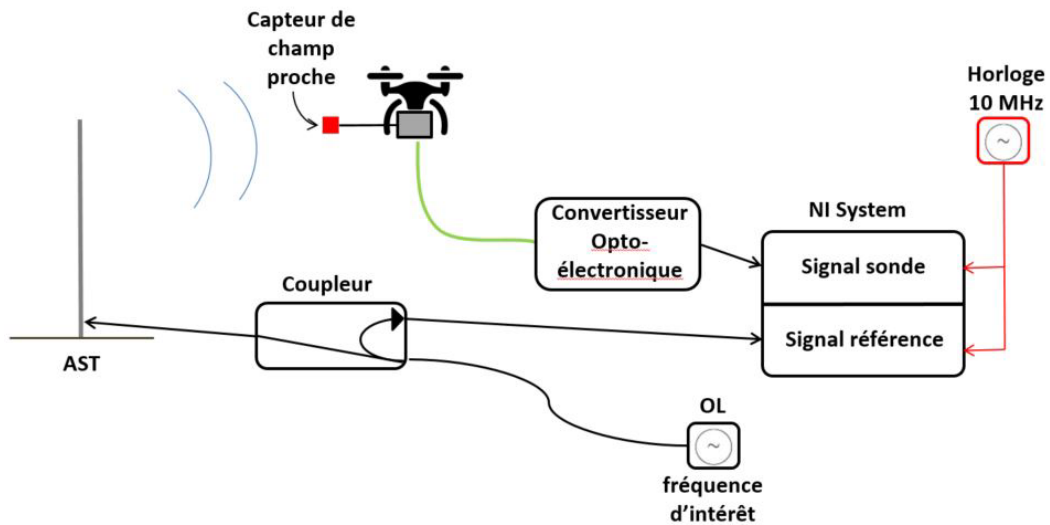 Capteur de
champ
proche
Horloge
10 MHz
~
Convertisseur
Opto-
électronique
NI System
Signal sonde
Signal référence
Coupleur
AST
OL
~
fréquence
d'intérêt